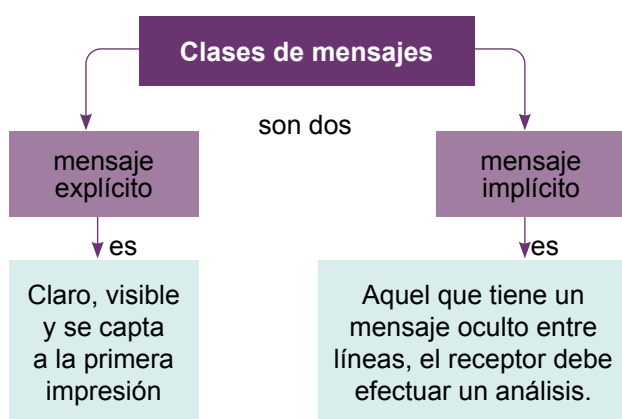 Clases de mensajes
son dos
mensaje
explícito
es
Claro, visible
y se capta
a la primera
impresión
mensaje
implícito
es
Aquel que tiene un
mensaje oculto entre
líneas, el receptor debe
efectuar un análisis.